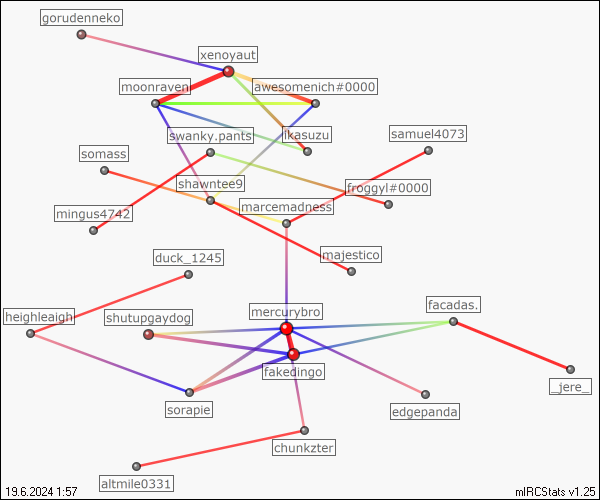 gorudenneko
xenoyaut
moonraven
awesomenich#0000
swanky.pants
ikasuzu
samuel4073
somass
shawntee9
froggyl#0000
mingus4742
marcemadness
duck_1245
majestico
heighleaigh
shutupgaydog
mercurybro
facadas.
fakedingo
_jere_
sorapie
edgepanda
chunkzter
altmile0331
19.6.2024 1:57
mIRCStats v1.25